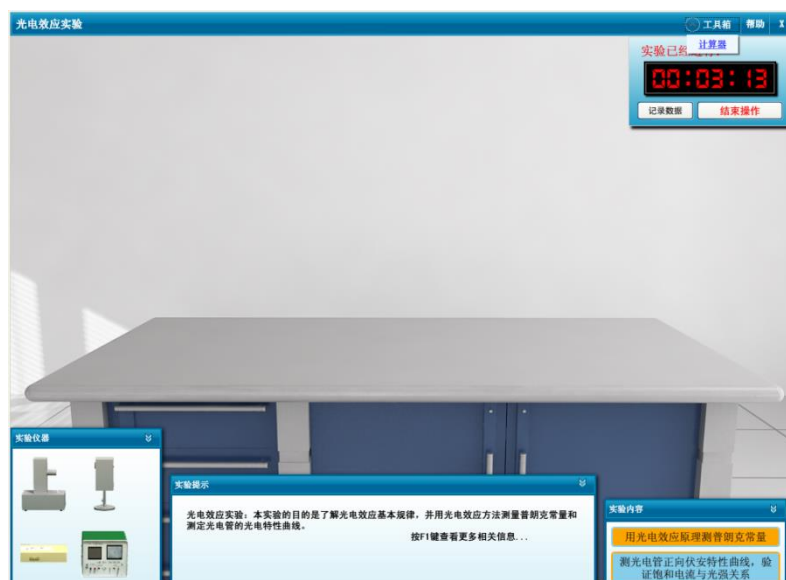 光电效应实验
工具箱 帮助 X
计算器
实验已经
00:03:13
记录数据 结束操作
实验仪器
实验提示
光电效应实验：本实验的目的是了解光电效应基本规律，并用光电效应方法测量普朗克常量和
测定光电管的光电特性曲线。
按F1键查看更多相关信息...
实验内容
用光电效应原理测普朗克常量
测光电管正向伏安特性曲线，验
证饱和电流与光强关系